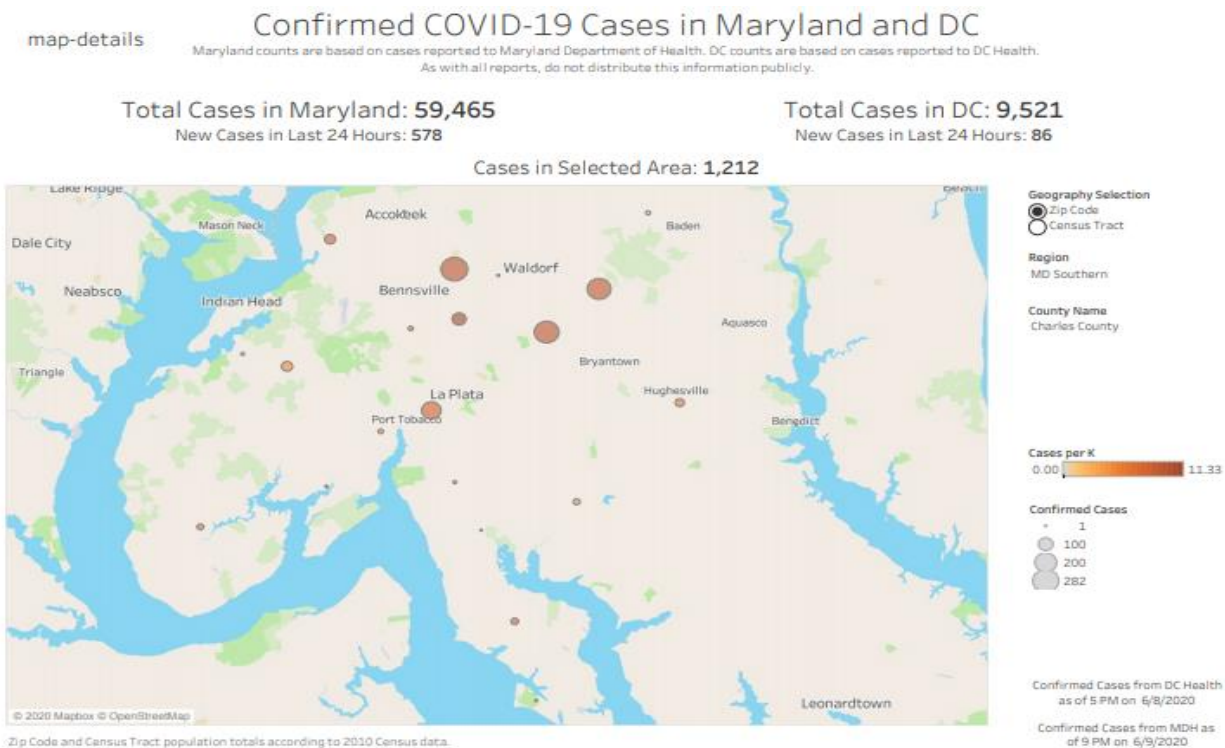 map-details
Confirmed COVID-19 Cases in Maryland and DC
Maryland counts are based on cases reported to Maryland Department of Health. DC counts are based on cases reported to DC Health.
As with all reports, do not distribute this information publicly.
Total Cases in Maryland: 59,465
New Cases in Last 24 Hours: 578
Total Cases in DC: 9,521
New Cases in Last 24 Hours: 86
Cases in Selected Area: 1,212
Lake Ridge
Beach
Accokeek
Mason Neck
Baden
Dale City
Waldorf
Neabsco
Bennsville
Indian Head
Aquasco
Bryantown
Triangle
Hughesville
La Plata
Port Tobacco
Benedict
Leonardtown
© 2020 Mapbox © OpenStreetMap
Geography Selection
Zip Code
Census Tract
Region
MD Southern
County Name
Charles County
Cases per K
0.00 11.33
Confirmed Cases
1
100
200
282
Confirmed Cases from DC Health
as of 5 PM on 6/8/2020
Confirmed Cases from MDH as
of 9 PM on 6/9/2020
Zip Code and Census Tract population totals according to 2010 Census data.